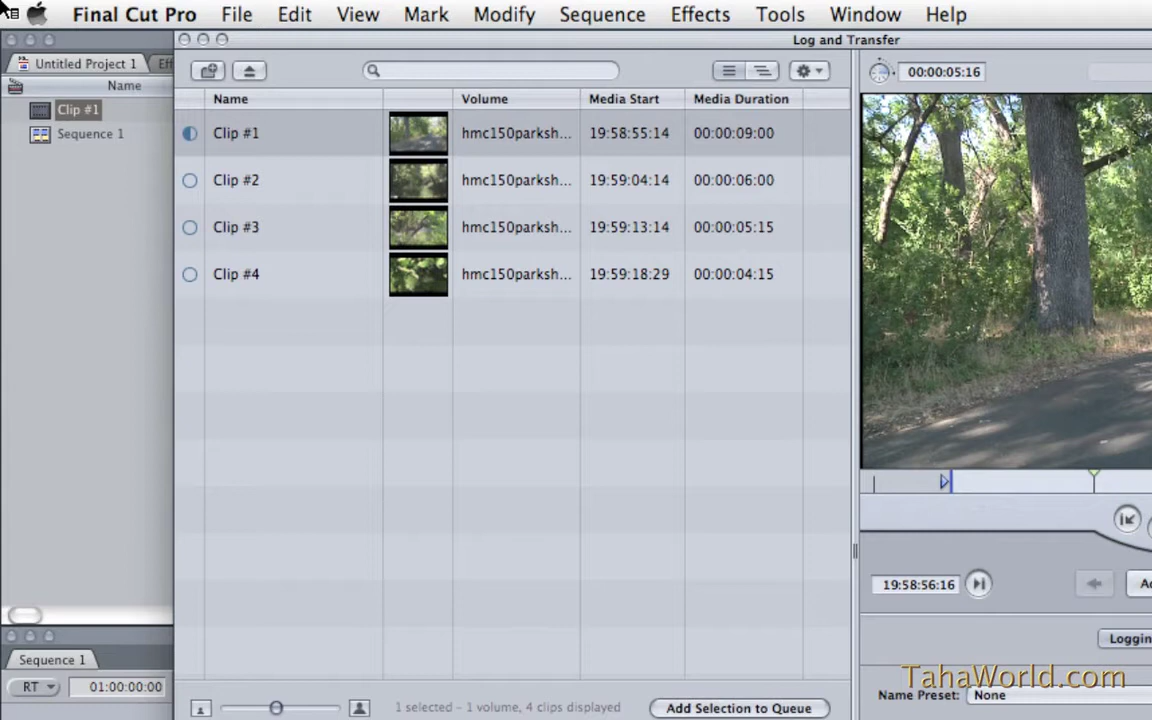 Final Cut Pro File Edit View Mark Modify Sequence Effects Tools Window Help
Log and Transfer
Untitled Project 1
Name
Clip #1
Sequence 1
00:00:05:16
Name Volume Media Start Media Duration
Clip #1 hmc150parksh... 19:58:55:14 00:00:09:00
Clip #2 hmc150parksh... 19:59:04:14 00:00:06:00
Clip #3 hmc150parksh... 19:59:13:14 00:00:05:15
Clip #4 hmc150parksh... 19:59:18:29 00:00:04:15
19:58:56:16
Sequence 1
RT 01:00:00:00
1 selected - 1 volume, 4 clips displayed
Add Selection to Queue
TahaWorld.com
Name Preset: None